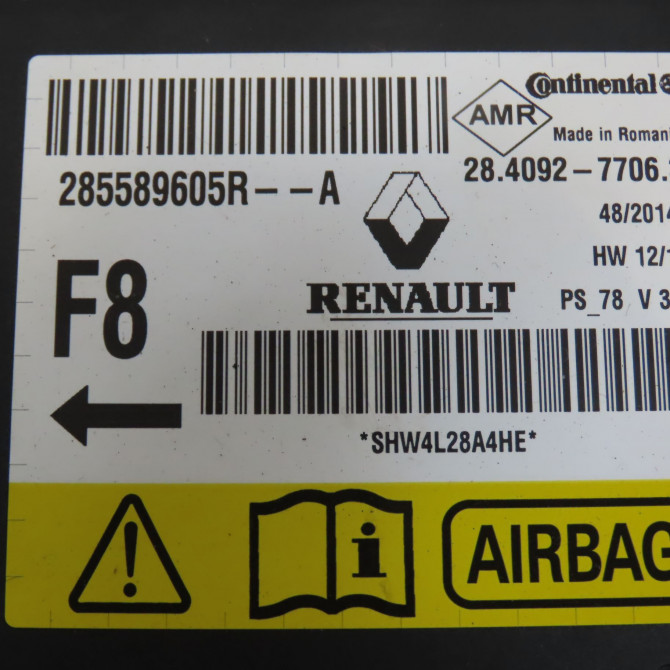 Continental
AMR
Made in Roman
285589605R--A
28.4092-7706.
48/2014
HW 12/1
F8
RENAULT
PS_78 V 3
*SHW4L28A4HE*
i
AIRBAG